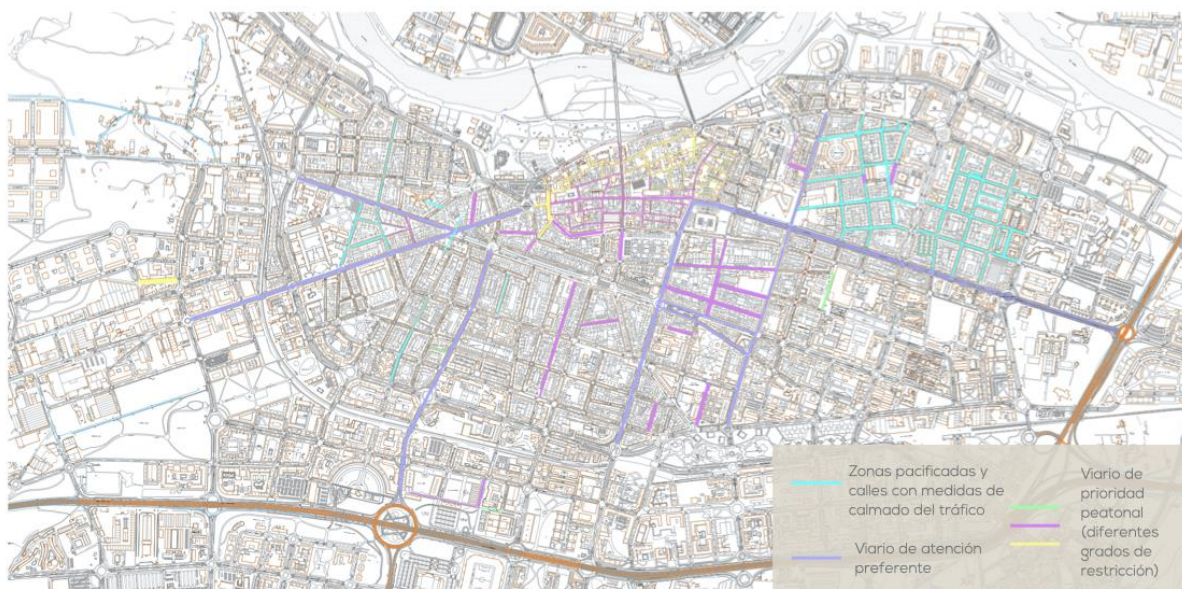 Zonas pacificadas y
calles con medidas de
calmado del tráfico
Viario de atención
preferente
Viario de
prioridad
peatonal
(diferentes
grados de
restricción)